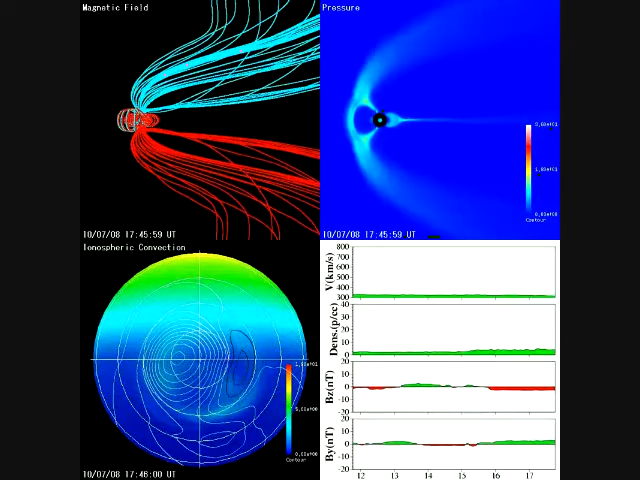 Magnetic Field
10/07/08 17:45:59 UT
Pressure
10/07/08 17:45:59 UT
Contour
Ionospheric Convection
10/07/08 17:46:00 UT
Contour
V(km/s)
800
700
600
500
400
300
Dens.(p/cc)
40
30
20
10
0
Bz(nT)
20
10
0
-10
-20
By(nT)
20
10
0
-10
-20
12 13 14 15 16 17